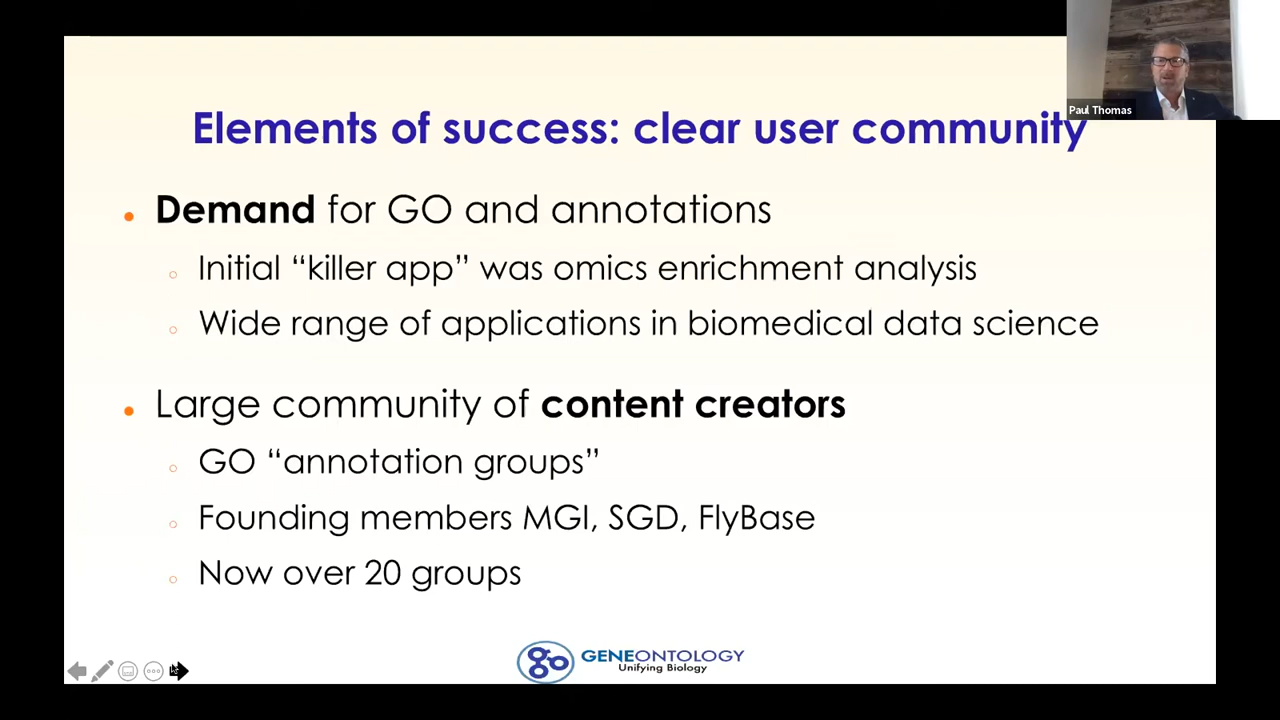 Paul Thomas
Elements of success: clear user community
• Demand for GO and annotations
○ Initial “killer app” was omics enrichment analysis
○ Wide range of applications in biomedical data science
• Large community of content creators
○ GO “annotation groups”
○ Founding members MGI, SGD, FlyBase
○ Now over 20 groups
go GENEONTOLOGY
Unifying Biology